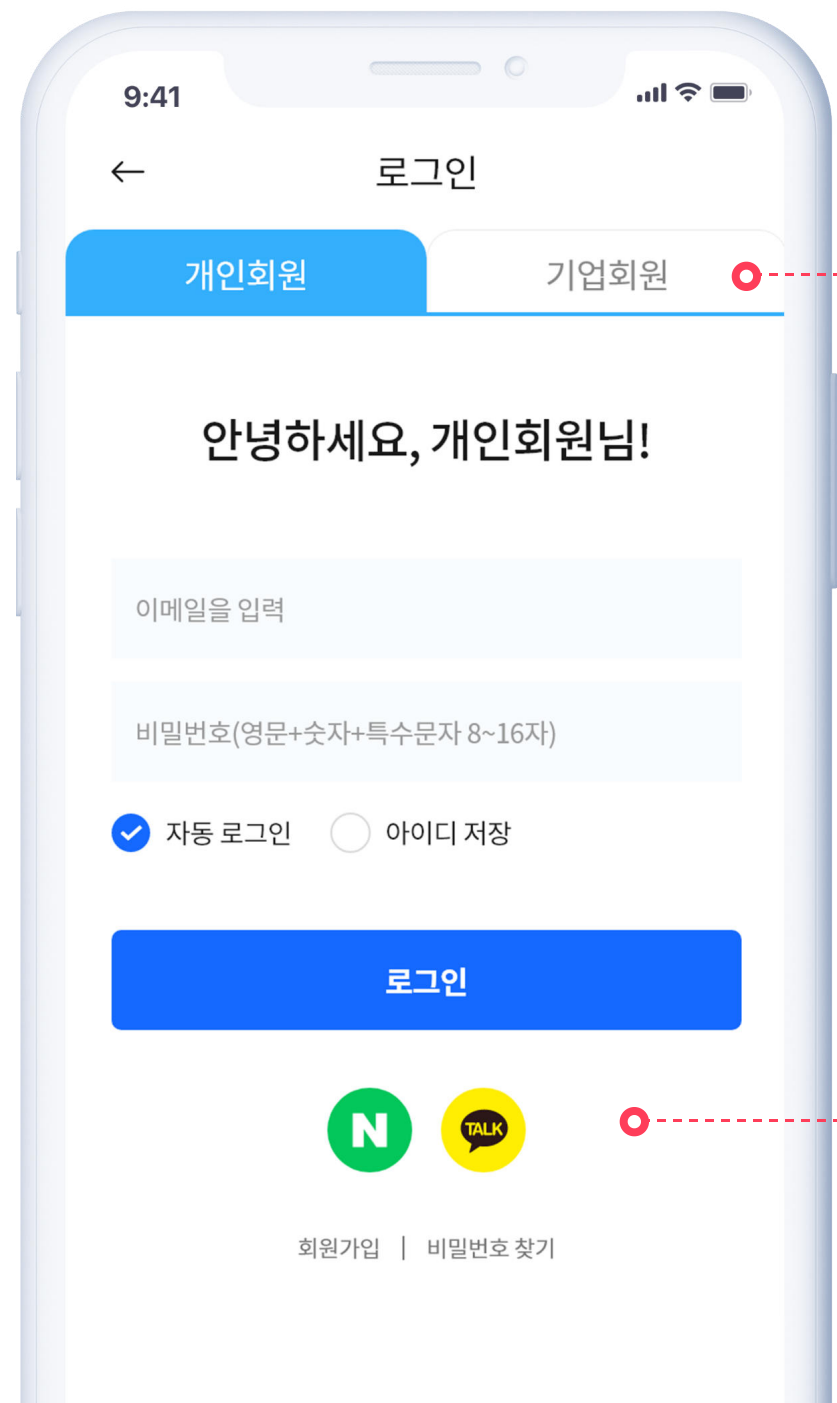 9:41
로그인
개인회원 기업회원
안녕하세요, 개인회원님!
이메일을 입력
비밀번호(영문+숫자+특수문자 8~16자)
자동 로그인 아이디 저장
로그인
N TALK
회원가입 | 비밀번호 찾기